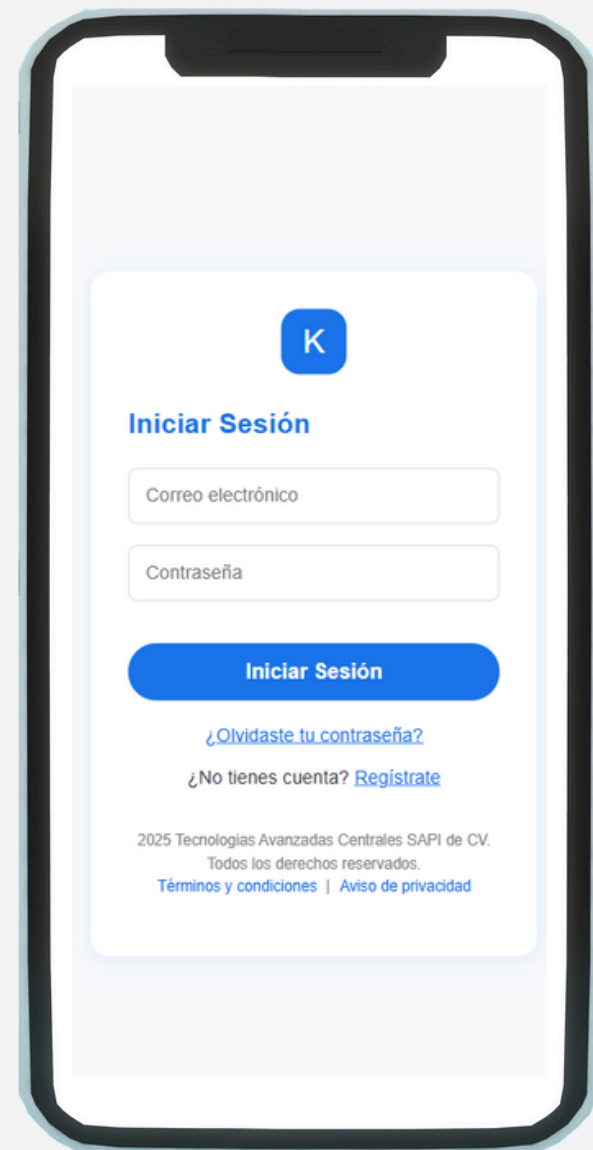 K
Iniciar Sesión
Correo electrónico
Contraseña
Iniciar Sesión
¿Olvidaste tu contraseña?
¿No tienes cuenta? Regístrate
2025 Tecnologias Avanzadas Centrales SAPI de CV.
Todos los derechos reservados.
Términos y condiciones | Aviso de privacidad